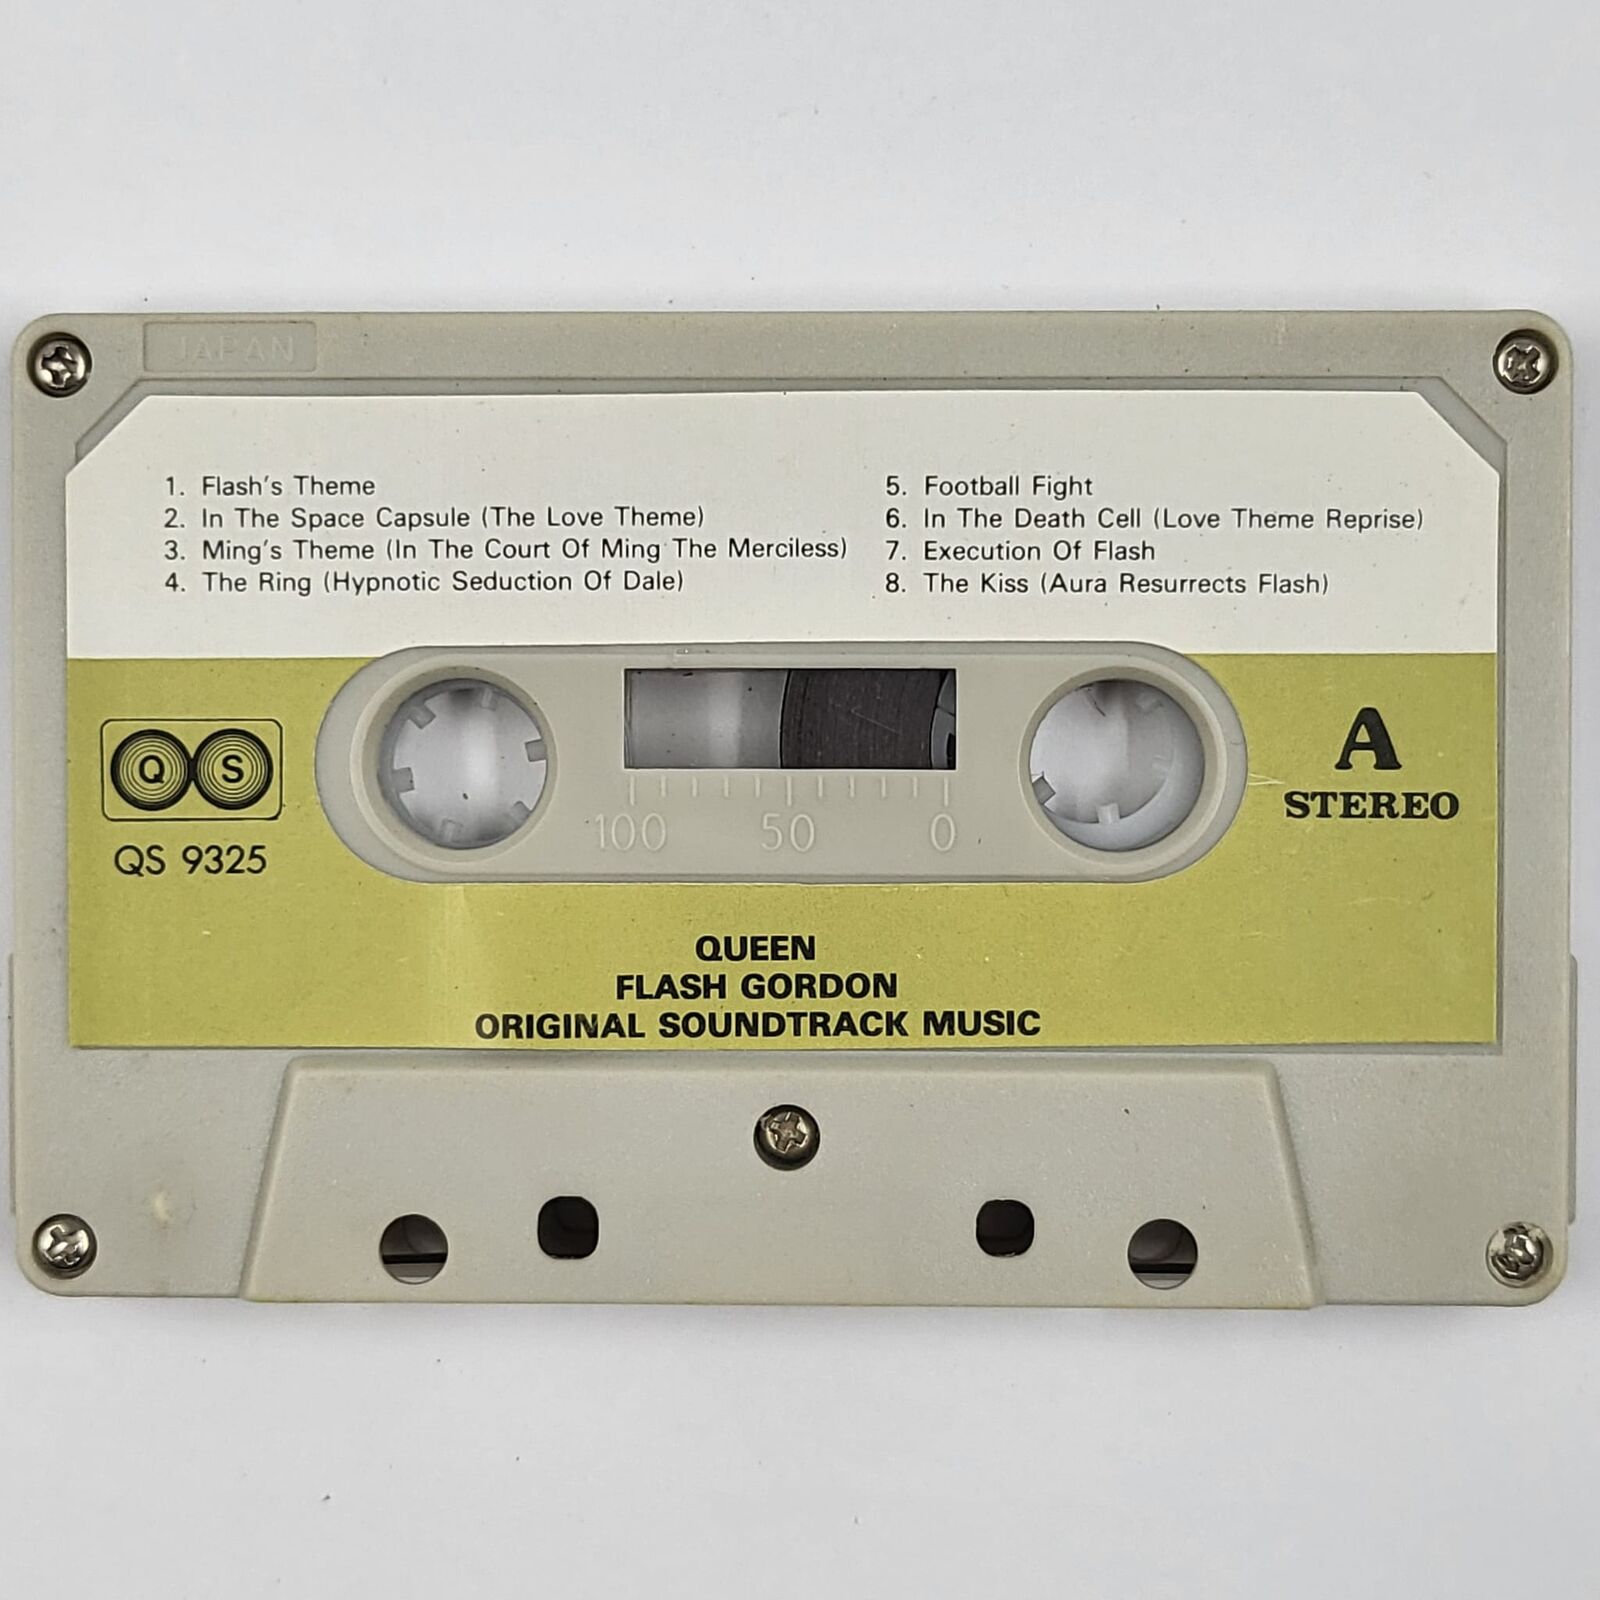 JAPAN
1. Flash's Theme
2. In The Space Capsule (The Love Theme)
3. Ming's Theme (In The Court Of Ming The Merciless)
4. The Ring (Hypnotic Seduction Of Dale)
5. Football Fight
6. In The Death Cell (Love Theme Reprise)
7. Execution Of Flash
8. The Kiss (Aura Resurrects Flash)
Q S
QS 9325
100 50 0
A
STEREO
QUEEN
FLASH GORDON
ORIGINAL SOUNDTRACK MUSIC